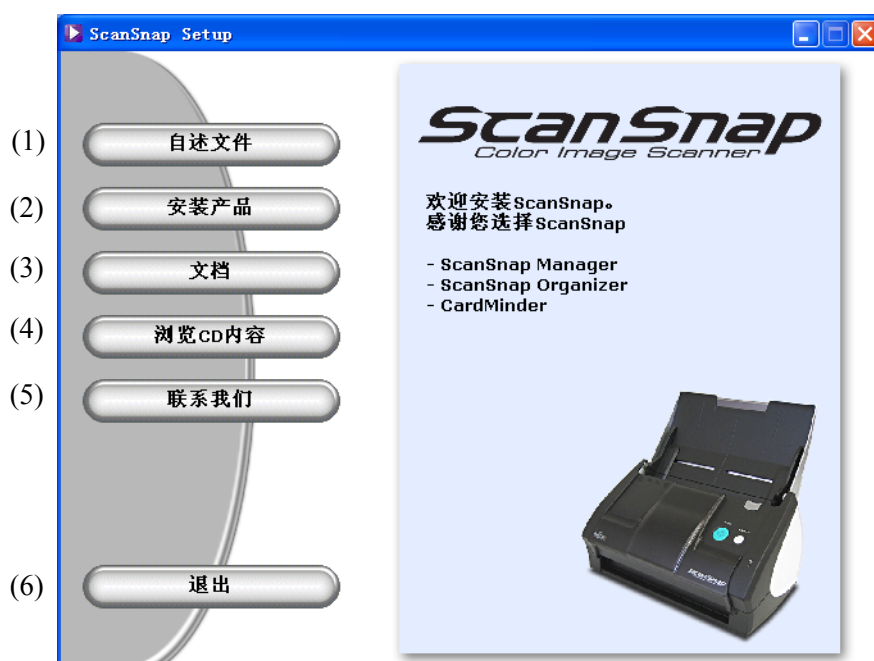 ScanSnap Setup
(1) 自述文件
(2) 安装产品
(3) 文档
(4) 浏览CD内容
(5) 联系我们
(6) 退出
ScanSnap
Color Image Scanner
欢迎安装ScanSnap。
感谢您选择ScanSnap
- ScanSnap Manager
- ScanSnap Organizer
- CardMinder
ScanSnap